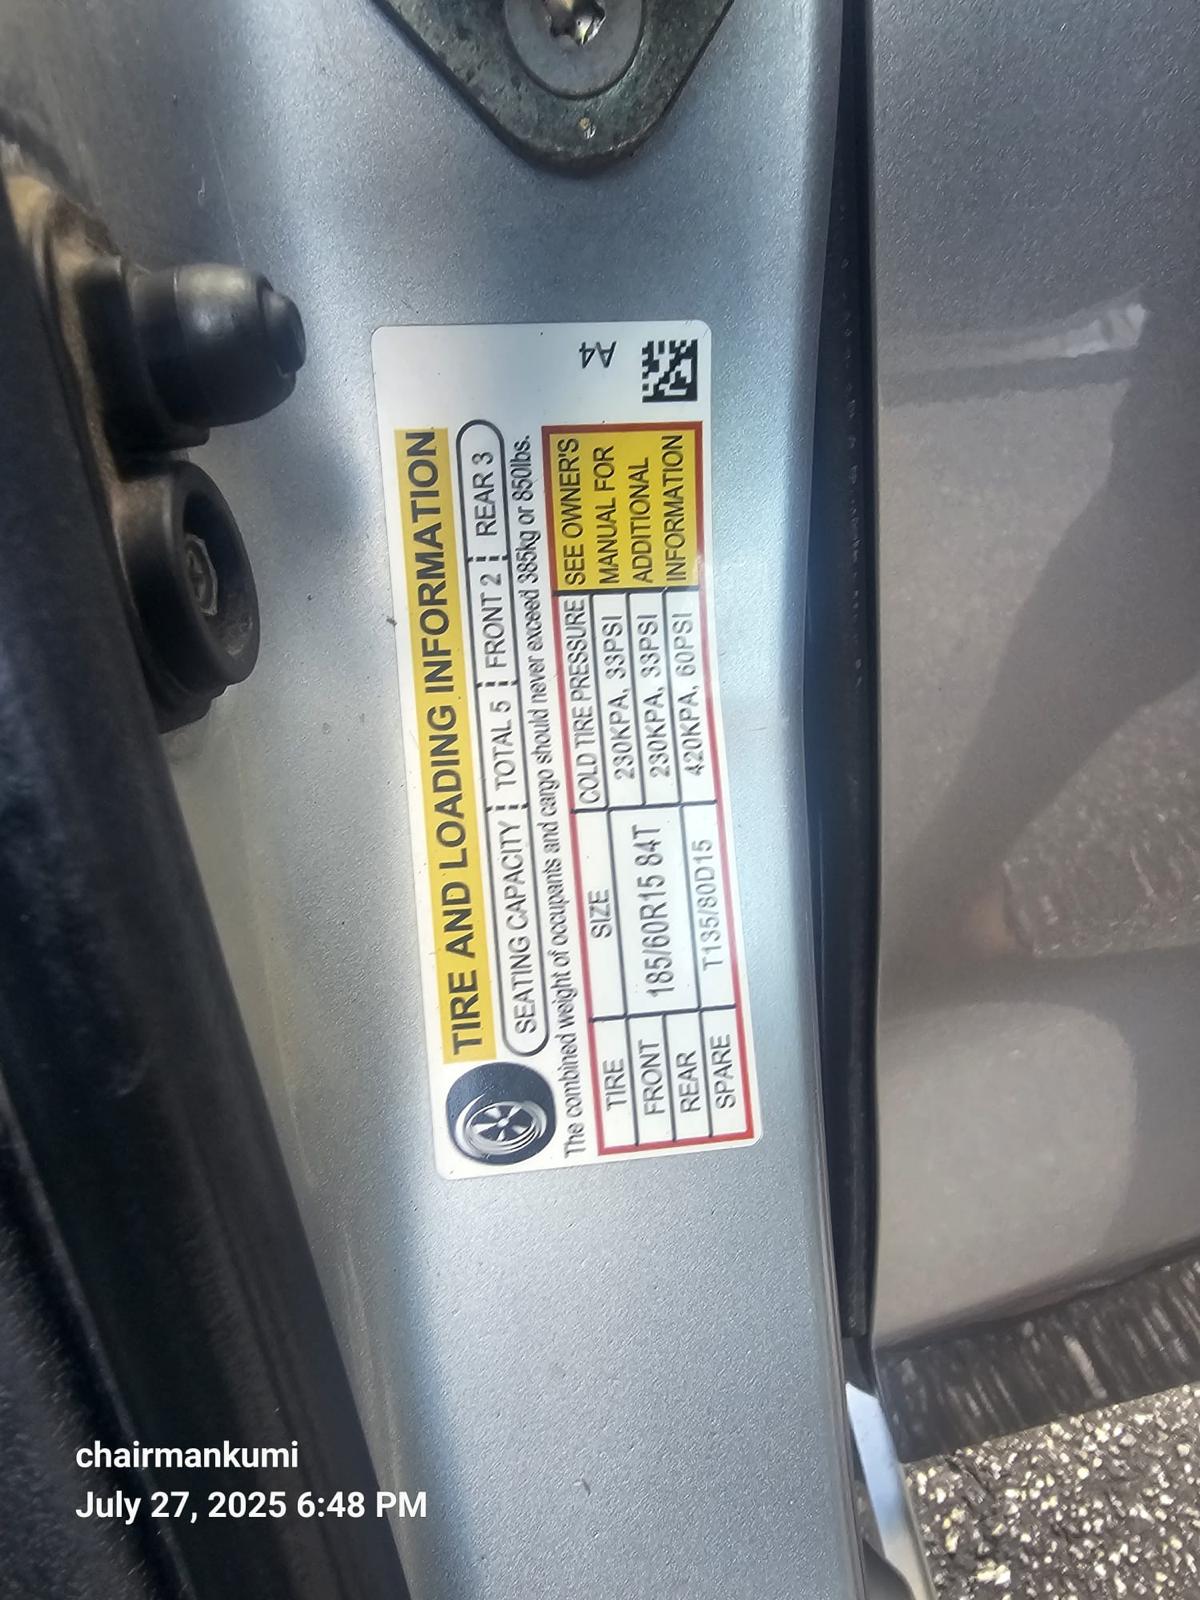 TIRE AND LOADING INFORMATION
SEATING CAPACITY TOTAL 5 FRONT 2 REAR 3
The combined weight of occupants and cargo should never exceed 385kg or 850lbs.
TIRE SIZE COLD TIRE PRESSURE
FRONT 185/60R15 84T 230KPA, 33PSI
REAR 230KPA, 33PSI
SPARE T135/80D15 420KPA, 60PSI
SEE OWNER'S
MANUAL FOR
ADDITIONAL
INFORMATION
A4
chairmankumi
July 27, 2025 6:48 PM